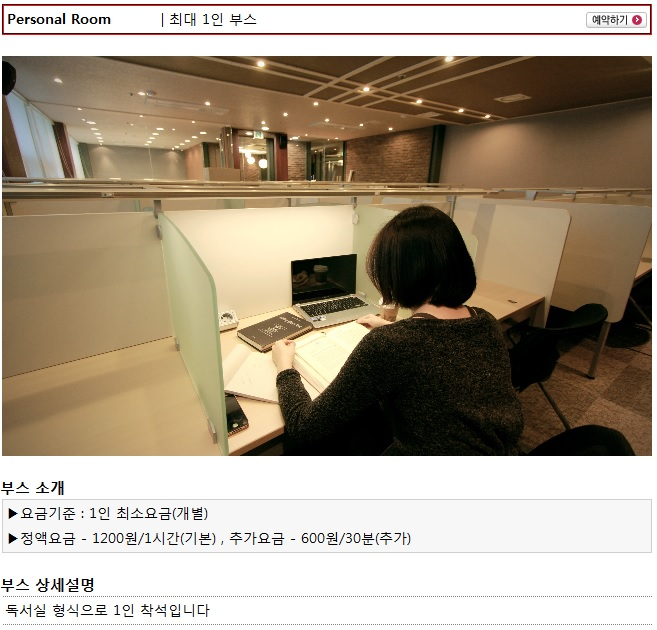 Personal Room | 최대 1인 부스 예약하기
부스 소개
▶요금기준 : 1인 최소요금(개별)
▶정액요금 - 1200원/1시간(기본) , 추가요금 - 600원/30분(추가)
부스 상세설명
독서실 형식으로 1인 착석입니다